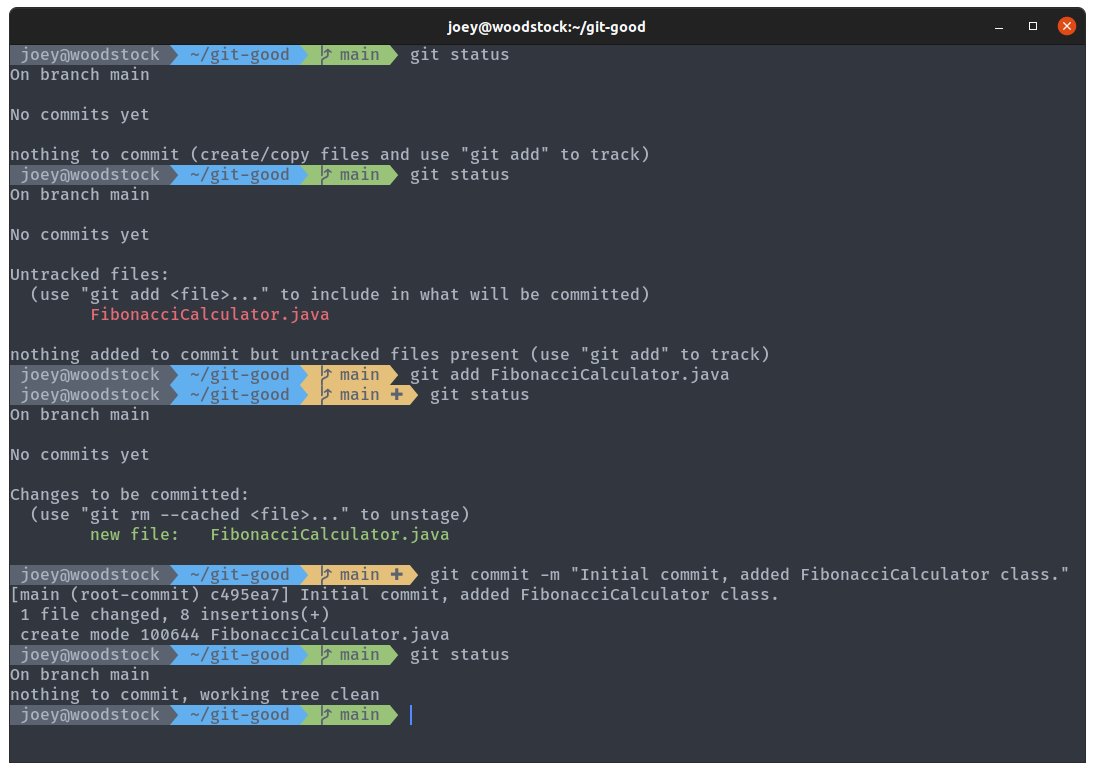 joey@woodstock:~/git-good
joey@woodstock ~/git-good main git status
On branch main
No commits yet
nothing to commit (create/copy files and use "git add" to track)
joey@woodstock ~/git-good main git status
On branch main
No commits yet
Untracked files:
  (use "git add <file>..." to include in what will be committed)
        FibonacciCalculator.java
nothing added to commit but untracked files present (use "git add" to track)
joey@woodstock ~/git-good main git add FibonacciCalculator.java
joey@woodstock ~/git-good main ✚ git status
On branch main
No commits yet
Changes to be committed:
  (use "git rm --cached <file>..." to unstage)
        new file:   FibonacciCalculator.java
joey@woodstock ~/git-good main ✚ git commit -m "Initial commit, added FibonacciCalculator class."
[main (root-commit) c495ea7] Initial commit, added FibonacciCalculator class.
 1 file changed, 8 insertions(+)
 create mode 100644 FibonacciCalculator.java
joey@woodstock ~/git-good main git status
On branch main
nothing to commit, working tree clean
joey@woodstock ~/git-good main